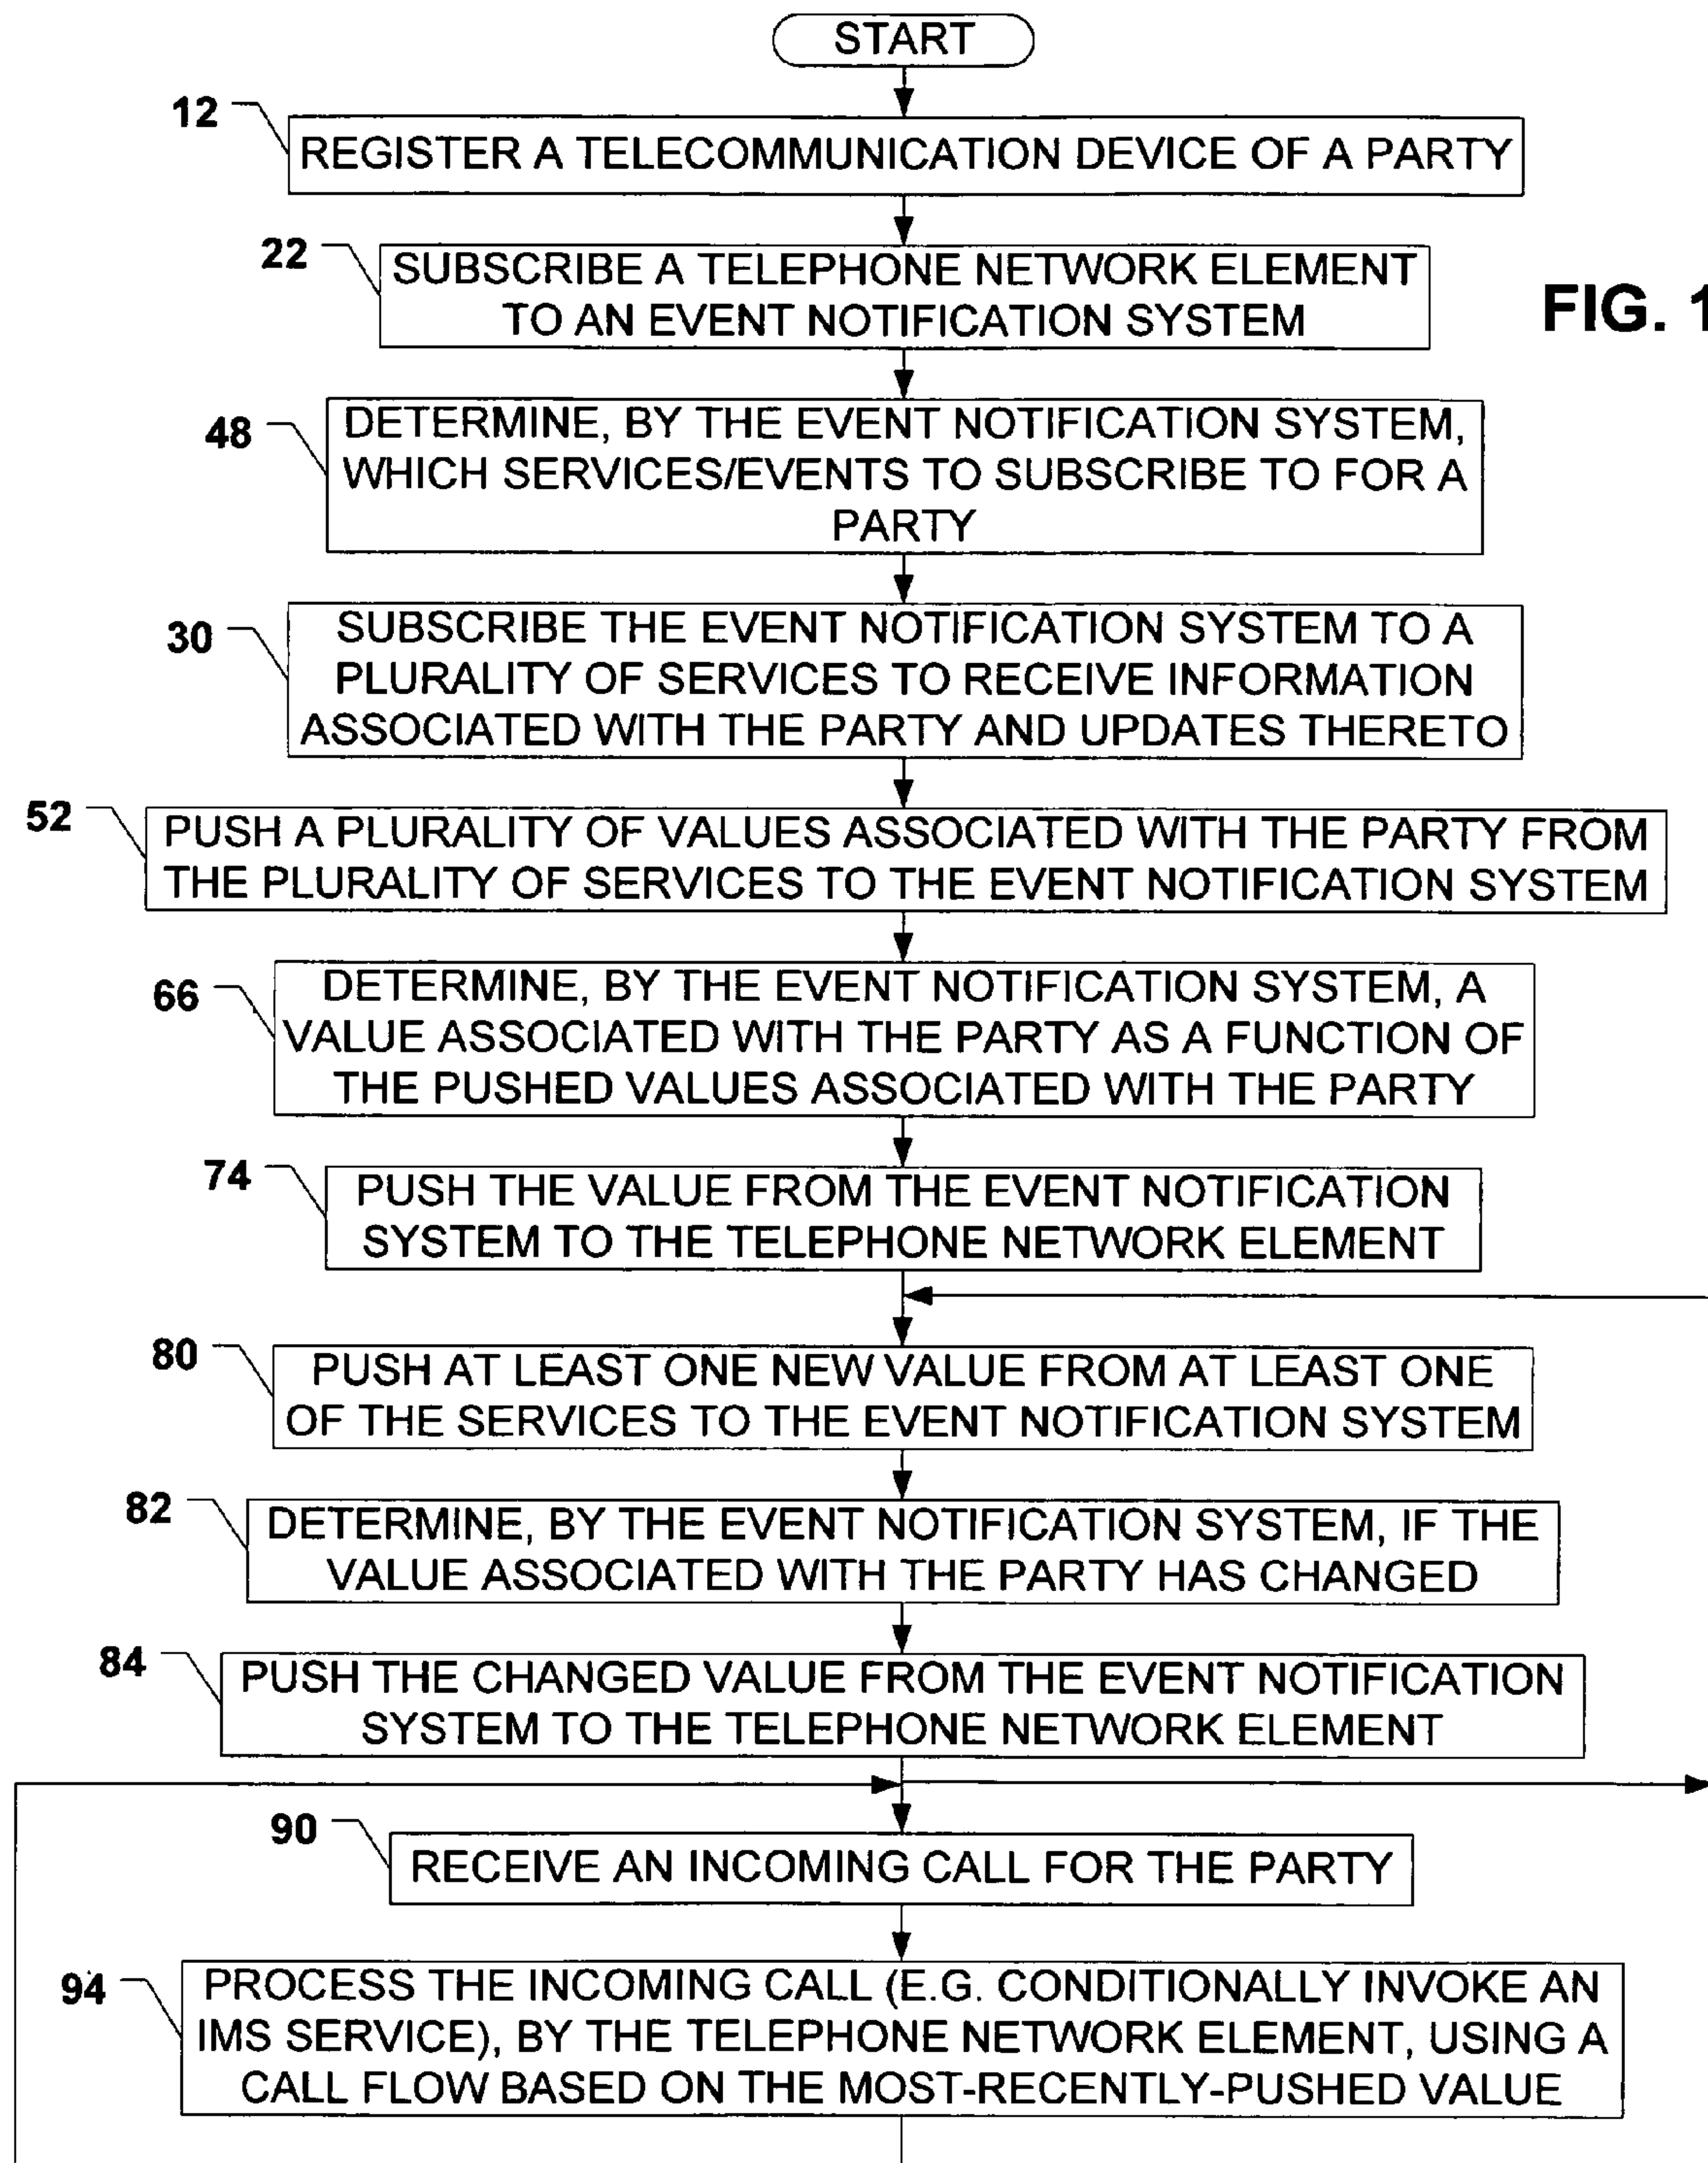 START
12
REGISTER A TELECOMMUNICATION DEVICE OF A PARTY
22
SUBSCRIBE A TELEPHONE NETWORK ELEMENT
TO AN EVENT NOTIFICATION SYSTEM
FIG. 1
48
DETERMINE, BY THE EVENT NOTIFICATION SYSTEM,
WHICH SERVICES/EVENTS TO SUBSCRIBE TO FOR A
PARTY
30
SUBSCRIBE THE EVENT NOTIFICATION SYSTEM TO A
PLURALITY OF SERVICES TO RECEIVE INFORMATION
ASSOCIATED WITH THE PARTY AND UPDATES THERETO
52
PUSH A PLURALITY OF VALUES ASSOCIATED WITH THE PARTY FROM
THE PLURALITY OF SERVICES TO THE EVENT NOTIFICATION SYSTEM
66
DETERMINE, BY THE EVENT NOTIFICATION SYSTEM, A
VALUE ASSOCIATED WITH THE PARTY AS A FUNCTION OF
THE PUSHED VALUES ASSOCIATED WITH THE PARTY
74
PUSH THE VALUE FROM THE EVENT NOTIFICATION
SYSTEM TO THE TELEPHONE NETWORK ELEMENT
80
PUSH AT LEAST ONE NEW VALUE FROM AT LEAST ONE
OF THE SERVICES TO THE EVENT NOTIFICATION SYSTEM
82
DETERMINE, BY THE EVENT NOTIFICATION SYSTEM, IF THE
VALUE ASSOCIATED WITH THE PARTY HAS CHANGED
84
PUSH THE CHANGED VALUE FROM THE EVENT NOTIFICATION
SYSTEM TO THE TELEPHONE NETWORK ELEMENT
90
RECEIVE AN INCOMING CALL FOR THE PARTY
94
PROCESS THE INCOMING CALL (E.G. CONDITIONALLY INVOKE AN
IMS SERVICE), BY THE TELEPHONE NETWORK ELEMENT, USING A
CALL FLOW BASED ON THE MOST-RECENTLY-PUSHED VALUE